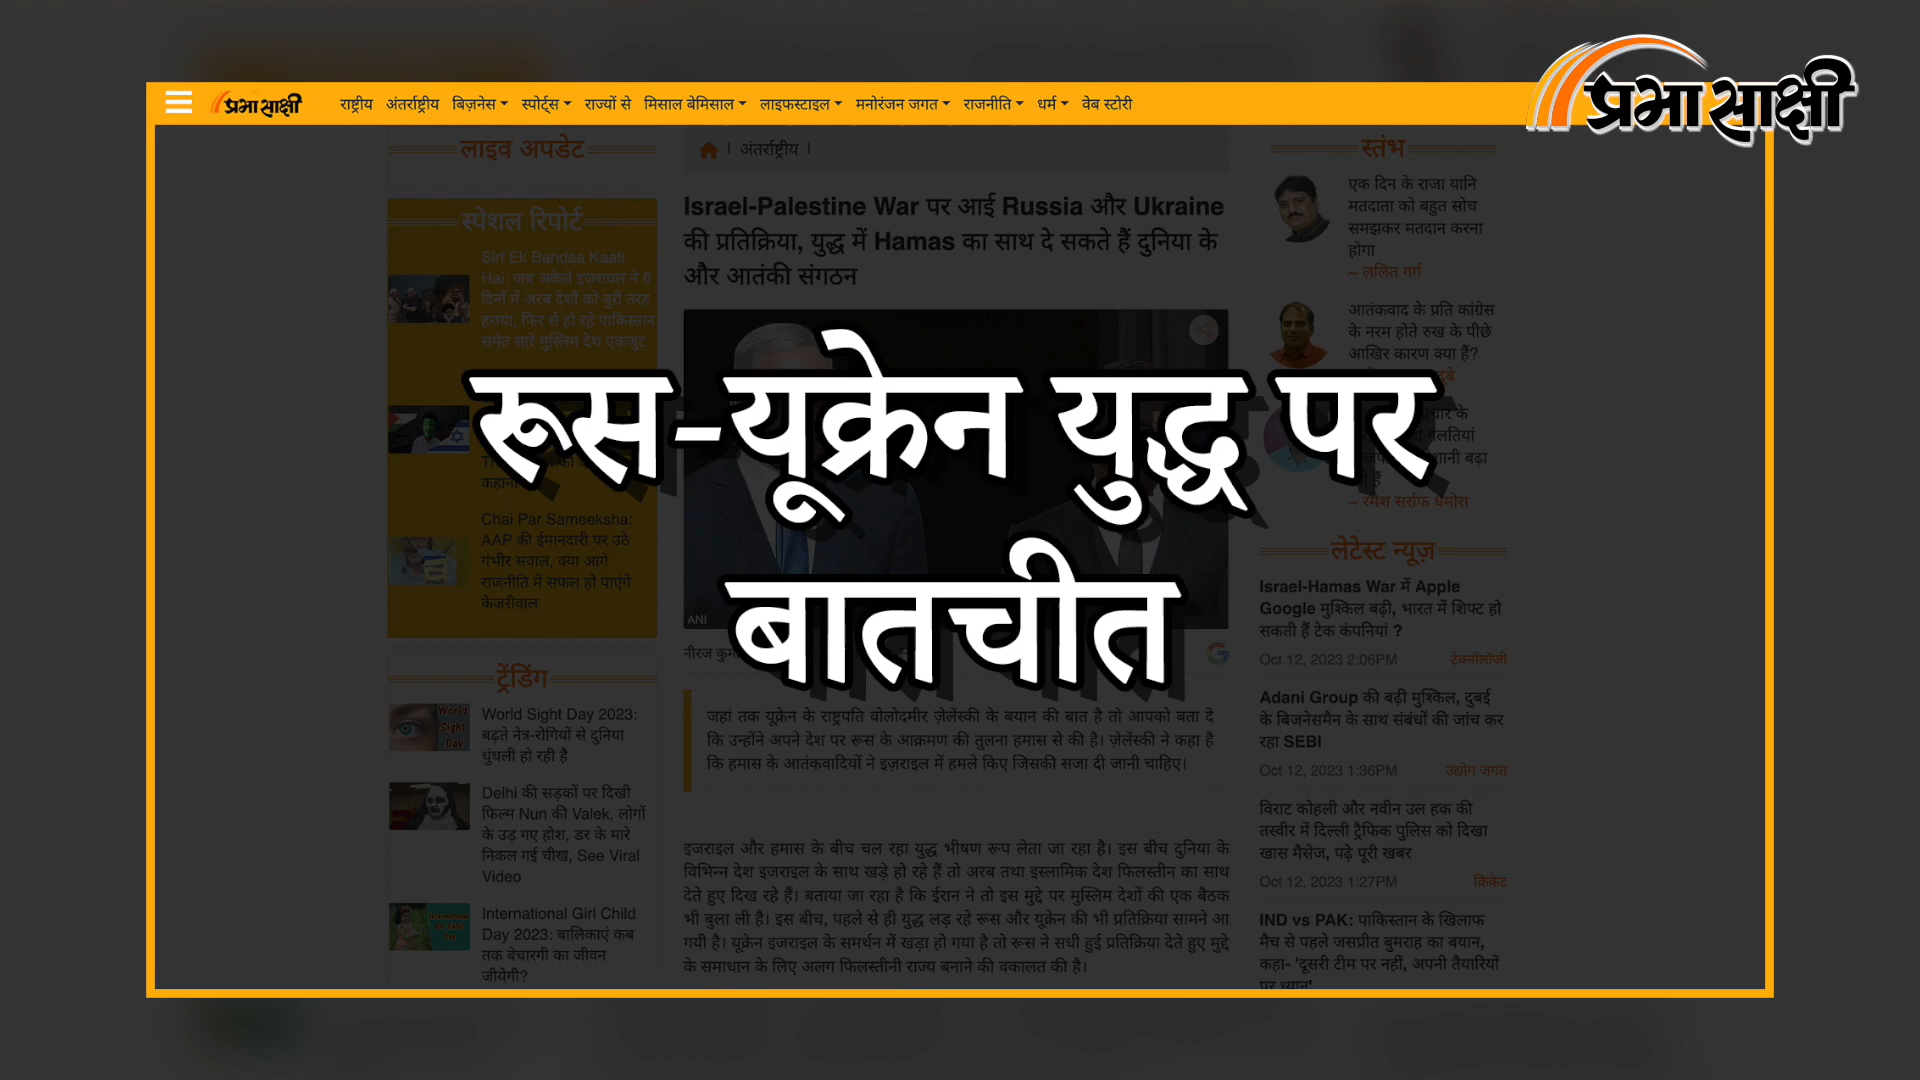 प्रभासाक्षी
प्रभासाक्षी राष्ट्रीय अंतर्राष्ट्रीय बिज़नेस स्पोर्ट्स राज्यों से मिसाल बेमिसाल लाइफस्टाइल मनोरंजन जगत राजनीति धर्म वेब स्टोरी
रूस-यूक्रेन युद्ध पर
बातचीत
लाइव अपडेट
स्पेशल रिपोर्ट
Sirf Ek Bandaa Kaafi
Hai: जब अकेले इजरायल ने 6
दिनों में अरब देशों को बुरी तरह
हराया, फिर से हो रहे पाकिस्तान
समेत सारे मुस्लिम देश एकजुट
कहानी
Chai Par Sameeksha:
AAP की ईमानदारी पर उठे
गंभीर सवाल, क्या आगे
राजनीति में सफल हो पाएंगे
केजरीवाल
ट्रेंडिंग
World Sight Day 2023:
बढ़ते नेत्र-रोगियों से दुनिया
धुंधली हो रही है
Delhi की सड़कों पर दिखी
फिल्म Nun की Valek, लोगों
के उड़ गए होश, डर के मारे
निकल गई चीख, See Viral
Video
International Girl Child
Day 2023: बालिकाएं कब
तक बेचारगी का जीवन
जीयेगी?
। अंतर्राष्ट्रीय ।
Israel-Palestine War पर आई Russia और Ukraine
की प्रतिक्रिया, युद्ध में Hamas का साथ दे सकते हैं दुनिया के
और आतंकी संगठन
ANI
नीरज कुमा
जहां तक यूक्रेन के राष्ट्रपति वोलोदमीर ज़ेलेंस्की के बयान की बात है तो आपको बता दें
कि उन्होंने अपने देश पर रूस के आक्रमण की तुलना हमास से की है। ज़ेलेंस्की ने कहा है
कि हमास के आतंकवादियों ने इज़राइल में हमले किए जिसकी सजा दी जानी चाहिए।
इजराइल और हमास के बीच चल रहा युद्ध भीषण रूप लेता जा रहा है। इस बीच दुनिया के
विभिन्न देश इजराइल के साथ खड़े हो रहे हैं तो अरब तथा इस्लामिक देश फिलस्तीन का साथ
देते हुए दिख रहे हैं। बताया जा रहा है कि ईरान ने तो इस मुद्दे पर मुस्लिम देशों की एक बैठक
भी बुला ली है। इस बीच, पहले से ही युद्ध लड़ रहे रूस और यूक्रेन की भी प्रतिक्रिया सामने आ
गयी है। यूक्रेन इजराइल के समर्थन में खड़ा हो गया है तो रूस ने सधी हुई प्रतिक्रिया देते हुए मुद्दे
के समाधान के लिए अलग फिलस्तीनी राज्य बनाने की वकालत की है।
स्तंभ
एक दिन के राजा यानि
मतदाता को बहुत सोच
समझकर मतदान करना
होगा
~ ललित गर्ग
आतंकवाद के प्रति कांग्रेस
के नरम होते रुख के पीछे
आखिर कारण क्या हैं?
~ रमेश सर्राफ धमोरा
लेटेस्ट न्यूज़
Israel-Hamas War में Apple
Google मुश्किल बढ़ी, भारत में शिफ्ट हो
सकती हैं टेक कंपनियां ?
Oct 12, 2023 2:06PM टेक्नॉलॉजी
Adani Group की बढ़ी मुश्किल, दुबई
के बिजनेसमैन के साथ संबंधों की जांच कर
रहा SEBI
Oct 12, 2023 1:36PM उद्योग जगत
विराट कोहली और नवीन उल हक की
तस्वीर में दिल्ली ट्रैफिक पुलिस को दिखा
खास मैसेज, पढ़े पूरी खबर
Oct 12, 2023 1:27PM क्रिकेट
IND vs PAK: पाकिस्तान के खिलाफ
मैच से पहले जसप्रीत बुमराह का बयान,
कहा- 'दूसरी टीम पर नहीं, अपनी तैयारियों
पर ध्यान'